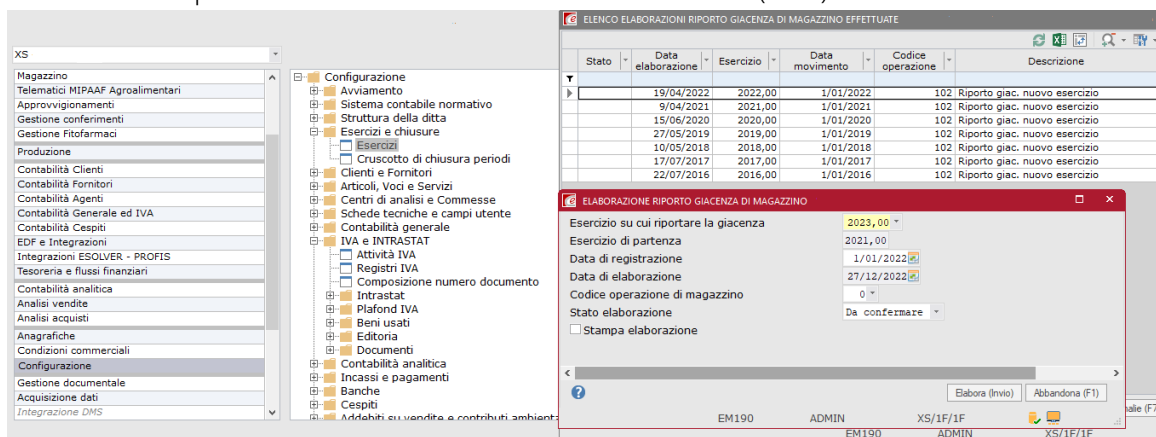 XS
Magazzino
Telematici MIPAAF Agroalimentari
Approvvigionamenti
Gestione conferimenti
Gestione Fitofarmaci
Produzione
Contabilità Clienti
Contabilità Fornitori
Contabilità Agenti
Contabilità Generale ed IVA
Contabilità Cespiti
EDF e Integrazioni
Integrazioni ESOLVER - PROFIS
Tesoreria e flussi finanziari
Contabilità analitica
Analisi vendite
Analisi acquisti
Anagrafiche
Condizioni commerciali
Configurazione
Gestione documentale
Acquisizione dati
Integrazione DMS
Configurazione
Avviamento
Sistema contabile normativo
Struttura della ditta
Esercizi e chiusure
Esercizi
Cruscotto di chiusura periodi
Clienti e Fornitori
Articoli, Voci e Servizi
Centri di analisi e Commesse
Schede tecniche e campi utente
Contabilità generale
IVA e INTRASTAT
Attività IVA
Registri IVA
Composizione numero documento
Intrastat
Plafond IVA
Beni usati
Editoria
Documenti
Contabilità analitica
Incassi e pagamenti
Banche
Cespiti
Addebiti su vendite e contributi ambienta
ELENCO ELABORAZIONI RIPORTO GIACENZA DI MAGAZZINO EFFETTUATE
Stato Data elaborazione Esercizio Data movimento Codice operazione Descrizione
19/04/2022 2022,00 1/01/2022 102 Riporto giac. nuovo esercizio
9/04/2021 2021,00 1/01/2021 102 Riporto giac. nuovo esercizio
15/06/2020 2020,00 1/01/2020 102 Riporto giac. nuovo esercizio
27/05/2019 2019,00 1/01/2019 102 Riporto giac. nuovo esercizio
10/05/2018 2018,00 1/01/2018 102 Riporto giac. nuovo esercizio
17/07/2017 2017,00 1/01/2017 102 Riporto giac. nuovo esercizio
22/07/2016 2016,00 1/01/2016 102 Riporto giac. nuovo esercizio
ELABORAZIONE RIPORTO GIACENZA DI MAGAZZINO
Esercizio su cui riportare la giacenza 2023,00
Esercizio di partenza 2021,00
Data di registrazione 1/01/2022
Data di elaborazione 27/12/2022
Codice operazione di magazzino 0
Stato elaborazione Da confermare
Stampa elaborazione
Elabora (Invio) Abbandona (F1)
EM190 ADMIN XS/1F/1F
EM190 ADMIN XS/1F/1F